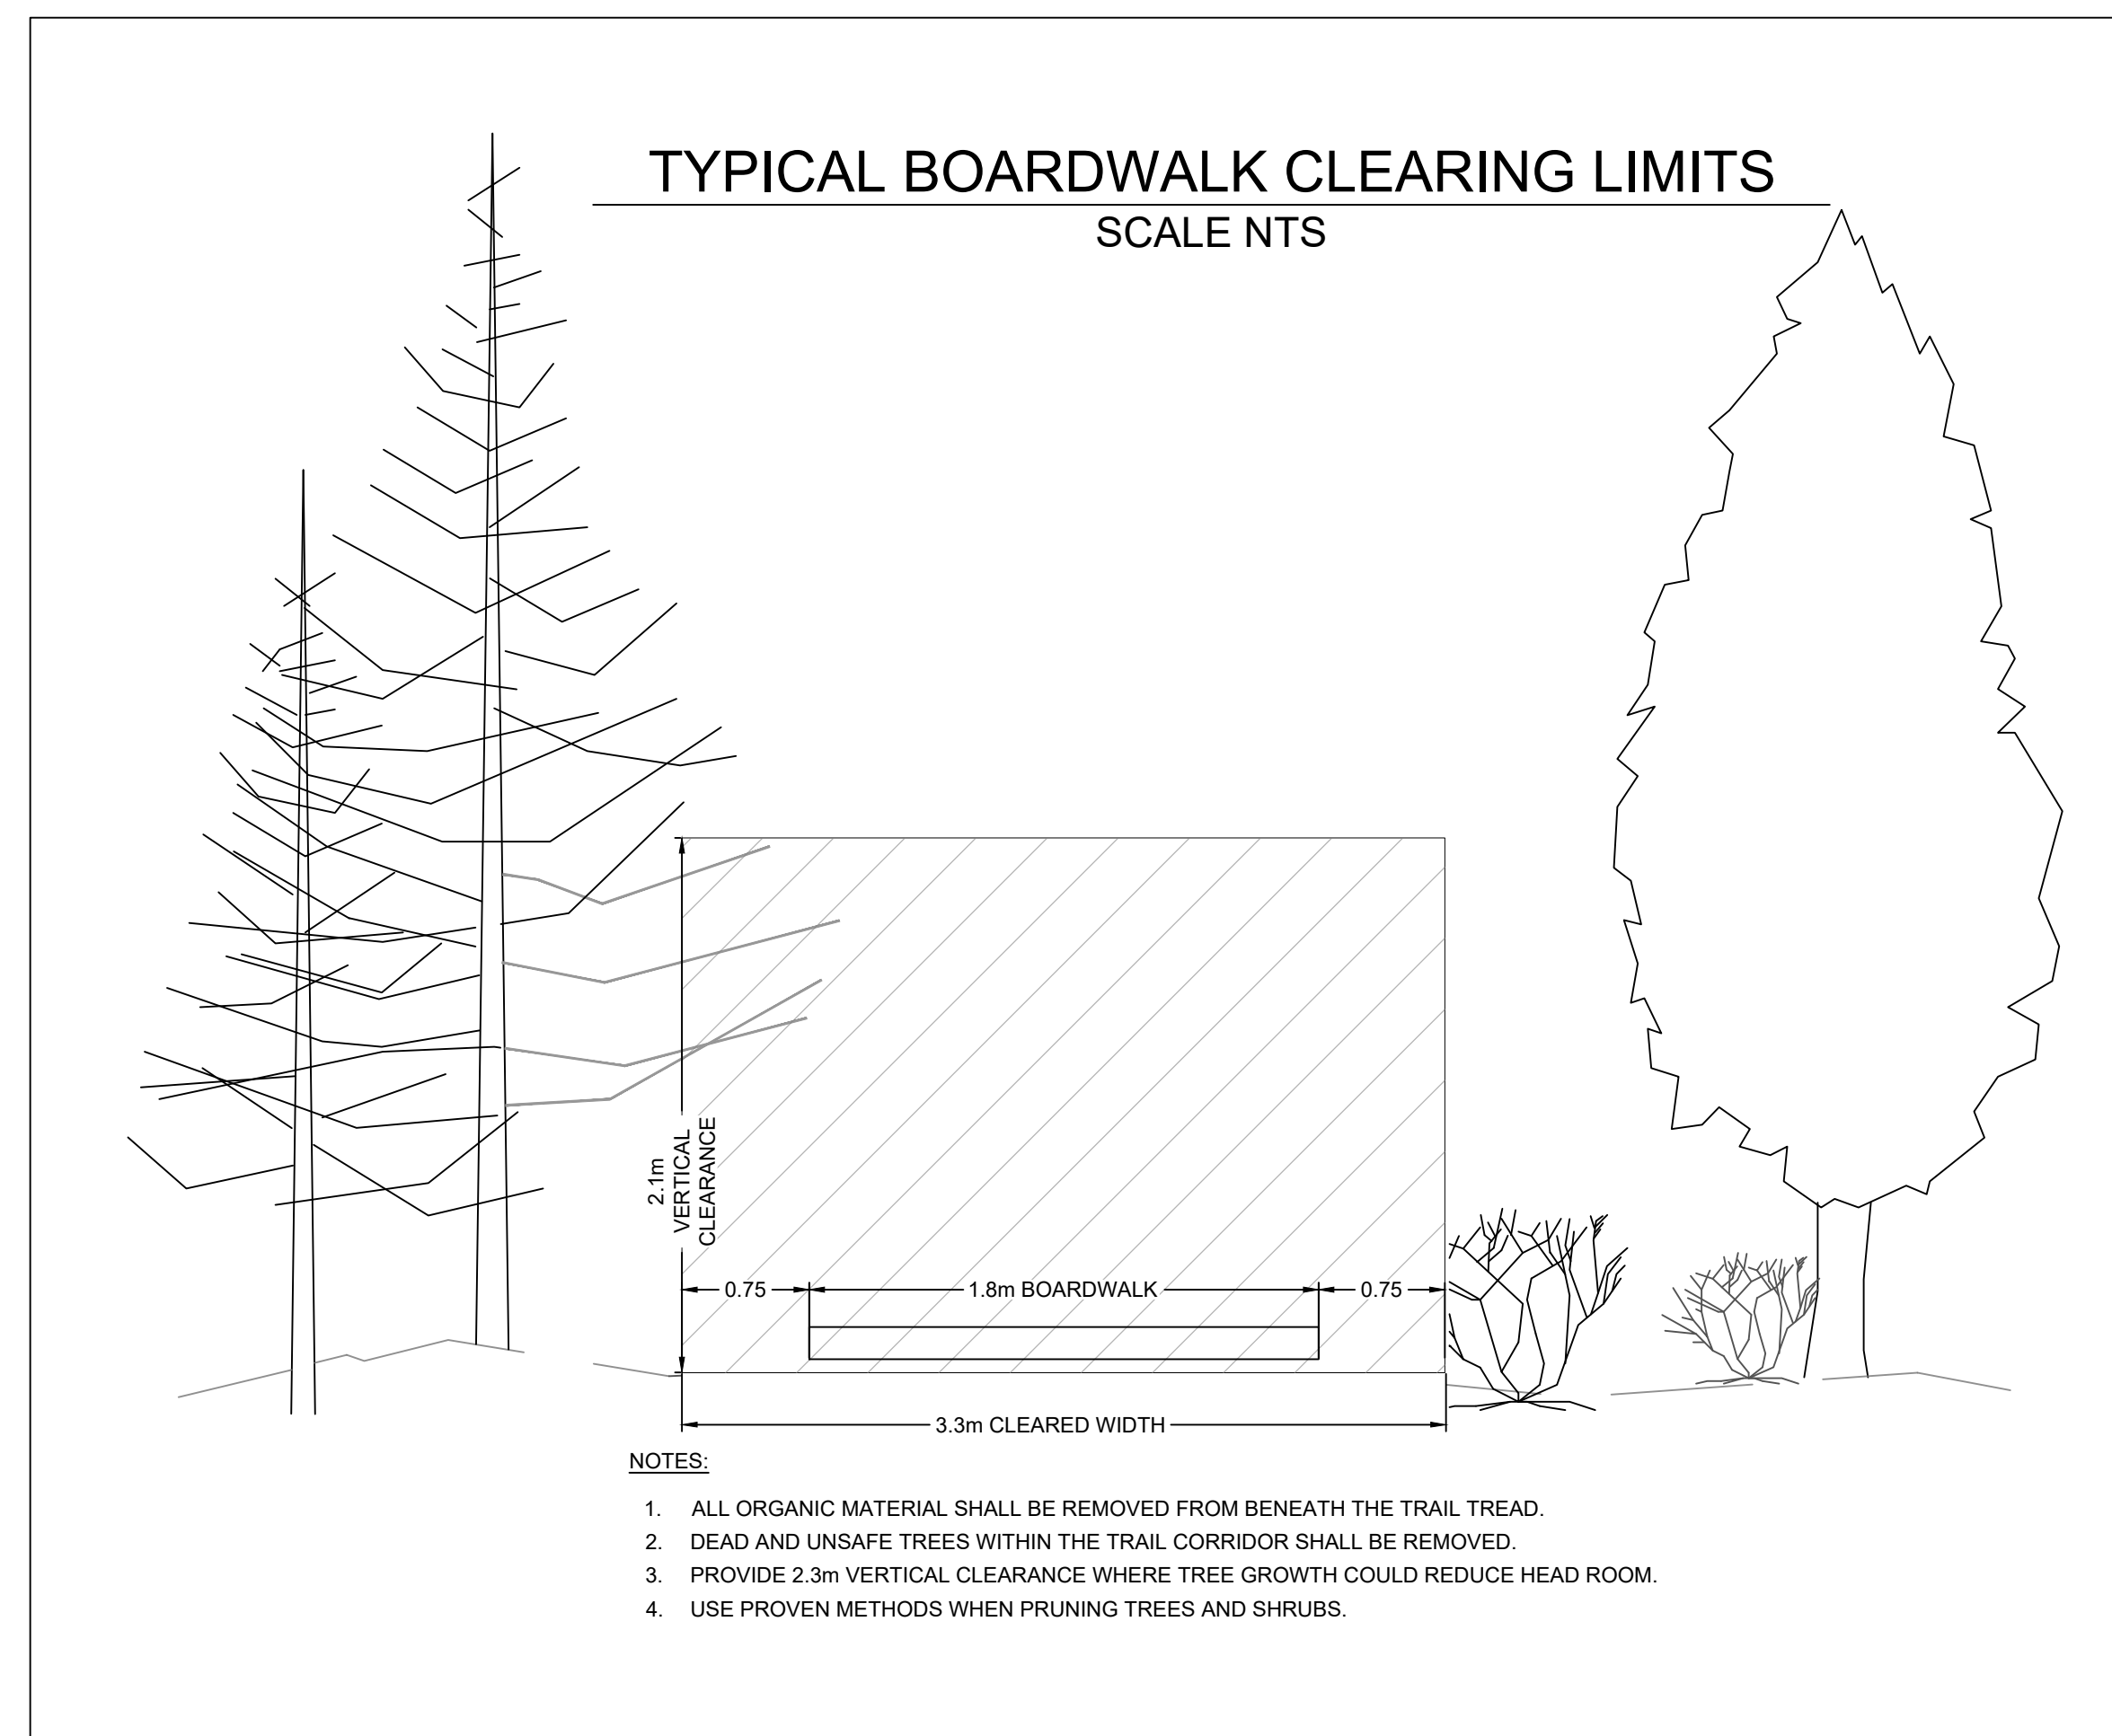 TYPICAL BOARDWALK CLEARING LIMITS
SCALE NTS
2.1m
VERTICAL
CLEARANCE
0.75
1.8m BOARDWALK
0.75
3.3m CLEARED WIDTH
NOTES:
1. ALL ORGANIC MATERIAL SHALL BE REMOVED FROM BENEATH THE TRAIL TREAD.
2. DEAD AND UNSAFE TREES WITHIN THE TRAIL CORRIDOR SHALL BE REMOVED.
3. PROVIDE 2.3m VERTICAL CLEARANCE WHERE TREE GROWTH COULD REDUCE HEAD ROOM.
4. USE PROVEN METHODS WHEN PRUNING TREES AND SHRUBS.